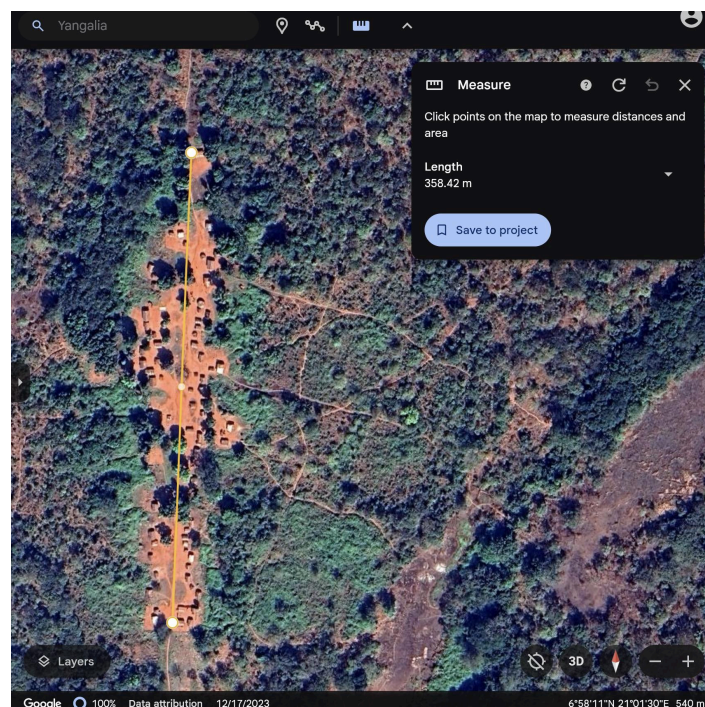 Yangalia
Measure
Click points on the map to measure distances and
area
Length
358.42 m
Save to project
Layers
3D
Google 100% Data attribution 12/17/2023 6°58'11"N 21°01'30"E 540 m